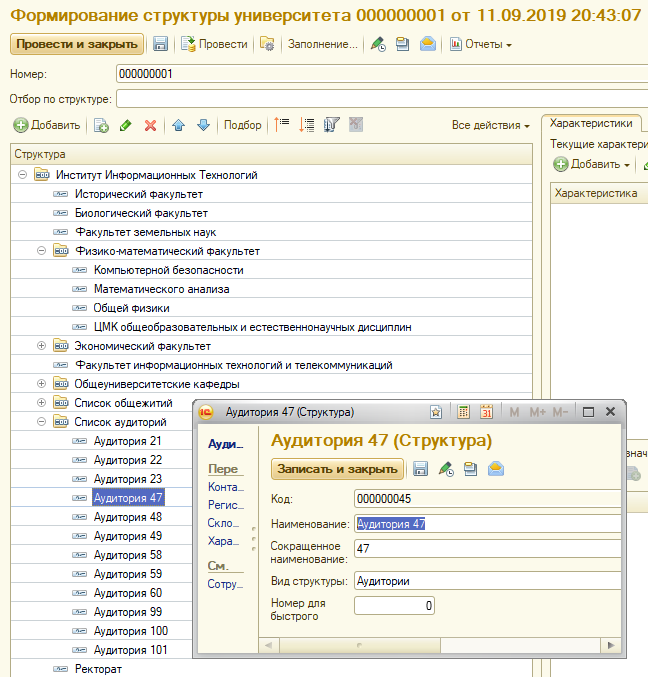 Формирование структуры университета 000000001 от 11.09.2019 20:43:07
Провести и закрыть Провести Заполнение... Отчеты
Номер: 000000001
Отбор по структуре:
Добавить Подбор Все действия
Характеристики
Текущие характери
Добавить
Характеристика
Структура
Институт Информационных Технологий
Исторический факультет
Биологический факультет
Факультет земельных наук
Физико-математический факультет
Компьютерной безопасности
Математического анализа
Общей физики
ЦМК общеобразовательных и естественнонаучных дисциплин
Экономический факультет
Факультет информационных технологий и телекоммуникаций
Общеуниверситетские кафедры
Список общежитий
Список аудиторий
Аудитория 21
Аудитория 22
Аудитория 23
Аудитория 47
Аудитория 48
Аудитория 49
Аудитория 58
Аудитория 59
Аудитория 60
Аудитория 99
Аудитория 100
Аудитория 101
Ректорат
1С Аудитория 47 (Структура) 31 M M+ M-
Ауди...
Пере
Конта...
Регис...
Скло...
Хара...
См.
Сотру...
Аудитория 47 (Структура)
Записать и закрыть
Код: 000000045
Наименование: Аудитория 47
Сокращенное
наименование: 47
Вид структуры: Аудитории
Номер для
быстрого 0
знач